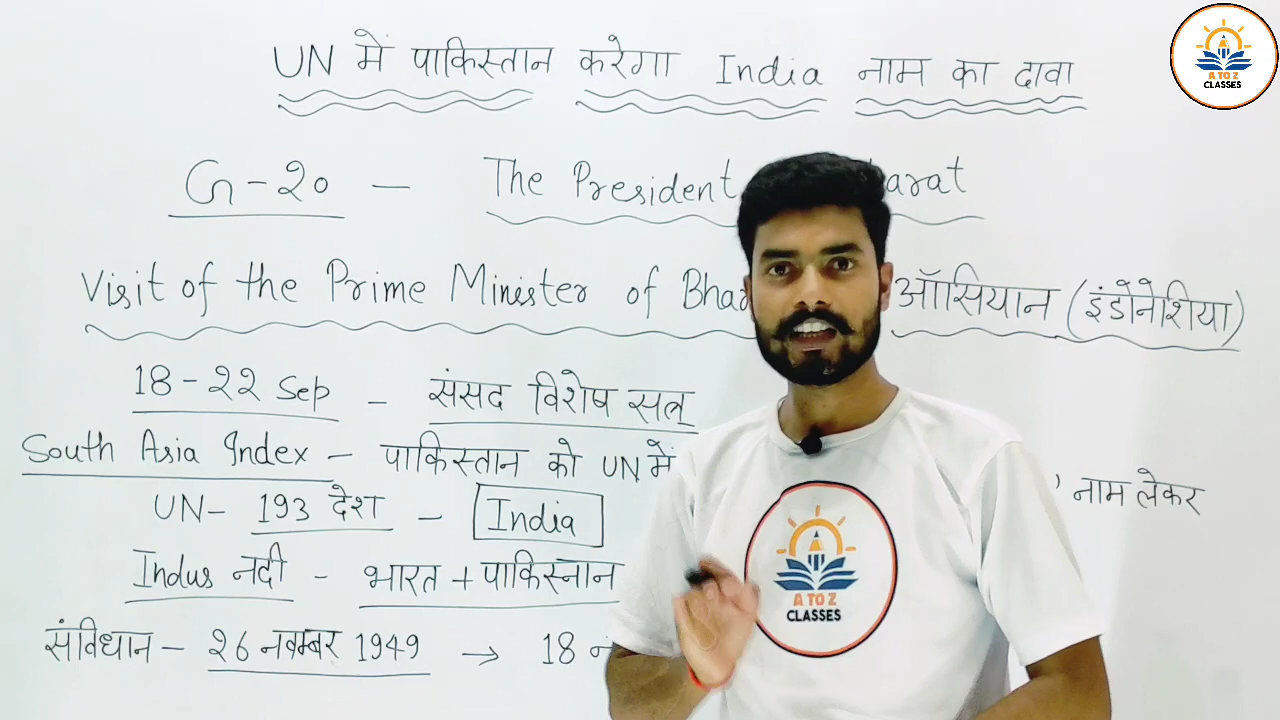 UN में पाकिस्तान करेगा India नाम का दावा
A TO Z
CLASSES
G-20 — The President arat
Visit of the Prime Minister of Bha ऑसियान (इंडोनेशिया)
18-22 Sep - संसद विशेष सत्र
South Asia Index - पाकिस्तान को UN में ' नाम लेकर
UN- 193 देश - India
Indus नदी - भारत + पाकिस्तान
संविधान - 26 नवम्बर 1949 → 18 न
A TO Z
CLASSES